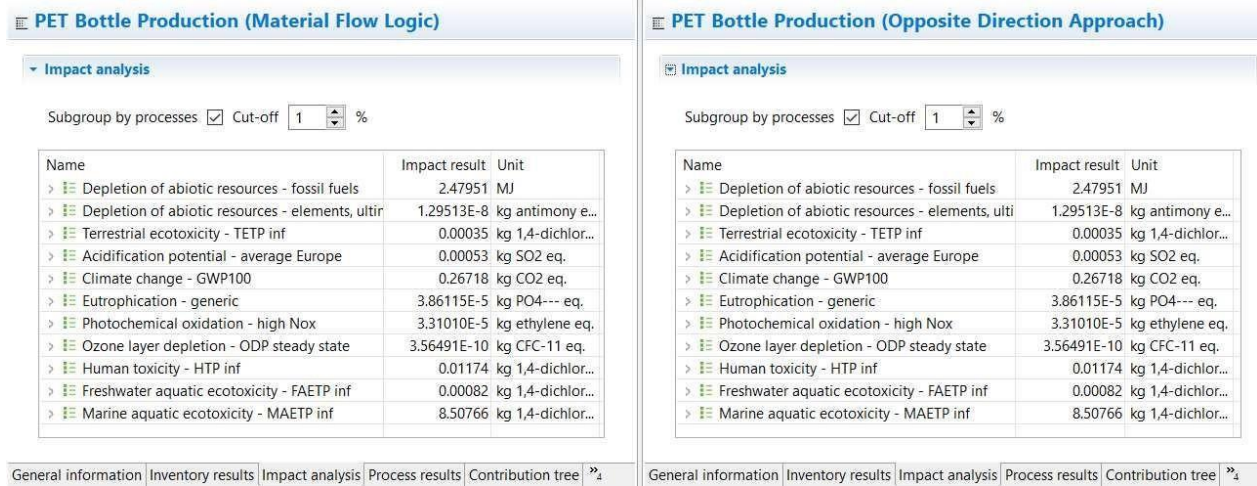 PET Bottle Production (Material Flow Logic)
Impact analysis
Subgroup by processes Cut-off 1 %
Name Impact result Unit
Depletion of abiotic resources - fossil fuels 2.47951 MJ
Depletion of abiotic resources - elements, ultir 1.29513E-8 kg antimony e...
Terrestrial ecotoxicity - TETP inf 0.00035 kg 1,4-dichlor...
Acidification potential - average Europe 0.00053 kg SO2 eq.
Climate change - GWP100 0.26718 kg CO2 eq.
Eutrophication - generic 3.86115E-5 kg PO4--- eq.
Photochemical oxidation - high Nox 3.31010E-5 kg ethylene eq.
Ozone layer depletion - ODP steady state 3.56491E-10 kg CFC-11 eq.
Human toxicity - HTP inf 0.01174 kg 1,4-dichlor...
Freshwater aquatic ecotoxicity - FAETP inf 0.00082 kg 1,4-dichlor...
Marine aquatic ecotoxicity - MAETP inf 8.50766 kg 1,4-dichlor...
General information Inventory results Impact analysis Process results Contribution tree »4
PET Bottle Production (Opposite Direction Approach)
Impact analysis
Subgroup by processes Cut-off 1 %
Name Impact result Unit
Depletion of abiotic resources - fossil fuels 2.47951 MJ
Depletion of abiotic resources - elements, ulti 1.29513E-8 kg antimony e...
Terrestrial ecotoxicity - TETP inf 0.00035 kg 1,4-dichlor...
Acidification potential - average Europe 0.00053 kg SO2 eq.
Climate change - GWP100 0.26718 kg CO2 eq.
Eutrophication - generic 3.86115E-5 kg PO4--- eq.
Photochemical oxidation - high Nox 3.31010E-5 kg ethylene eq.
Ozone layer depletion - ODP steady state 3.56491E-10 kg CFC-11 eq.
Human toxicity - HTP inf 0.01174 kg 1,4-dichlor...
Freshwater aquatic ecotoxicity - FAETP inf 0.00082 kg 1,4-dichlor...
Marine aquatic ecotoxicity - MAETP inf 8.50766 kg 1,4-dichlor...
General information Inventory results Impact analysis Process results Contribution tree »4